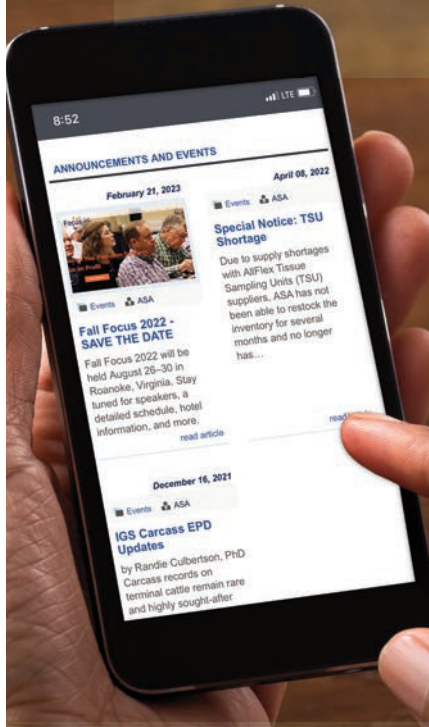 8:52
LTE
ANNOUNCEMENTS AND EVENTS
February 21, 2023
Focus on
on Profit
Events ASA
Fall Focus 2022 -
SAVE THE DATE
Fall Focus 2022 will be
held August 26–30 in
Roanoke, Virginia. Stay
tuned for speakers, a
detailed schedule, hotel
information, and more.
read article
April 08, 2022
Events ASA
Special Notice: TSU
Shortage
Due to supply shortages
with AllFlex Tissue
Sampling Units (TSU)
suppliers, ASA has not
been able to restock the
inventory for several
months and no longer
has…
read
December 16, 2021
Events ASA
IGS Carcass EPD
Updates
by Randie Culbertson, PhD
Carcass records on
terminal cattle remain rare
and highly sought-after